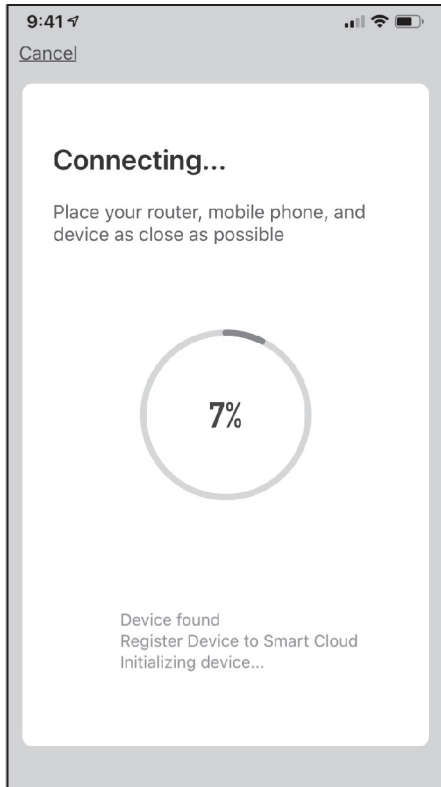 9:41
Cancel
Connecting...
Place your router, mobile phone, and
device as close as possible
7%
Device found
Register Device to Smart Cloud
Initializing device...